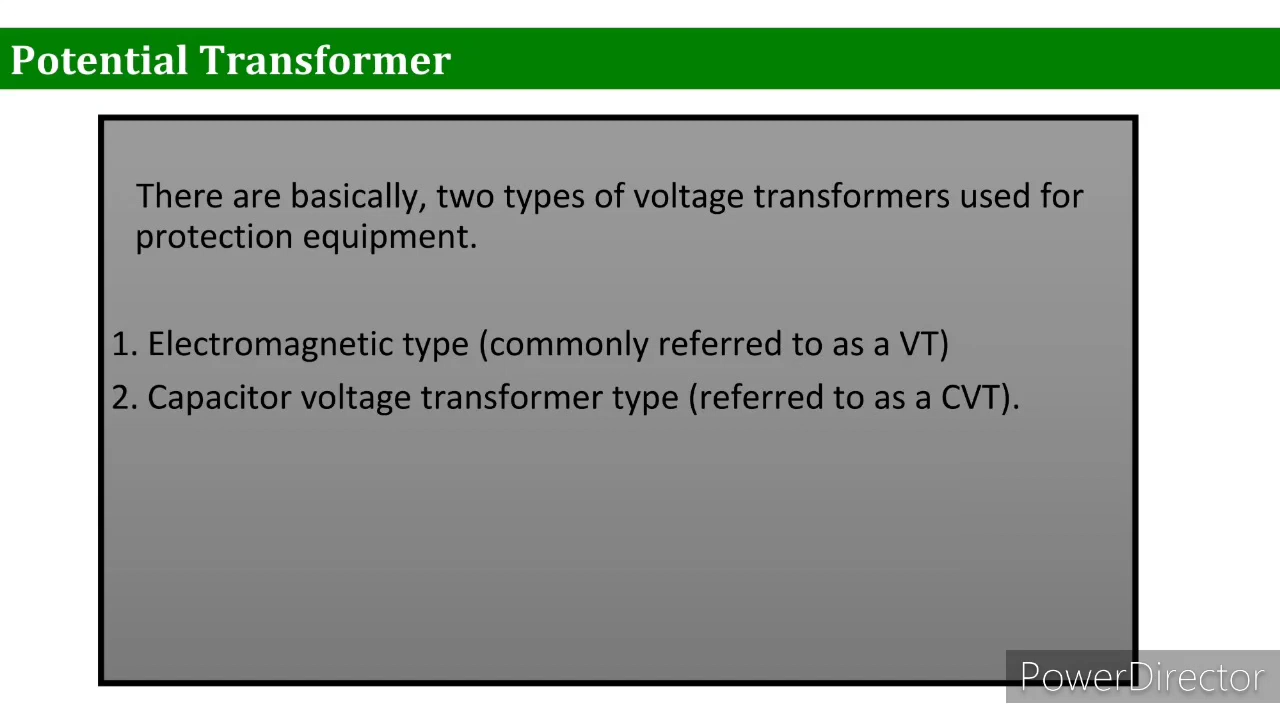 Potential Transformer
There are basically, two types of voltage transformers used for
protection equipment.
1. Electromagnetic type (commonly referred to as a VT)
2. Capacitor voltage transformer type (referred to as a CVT).
PowerDirector